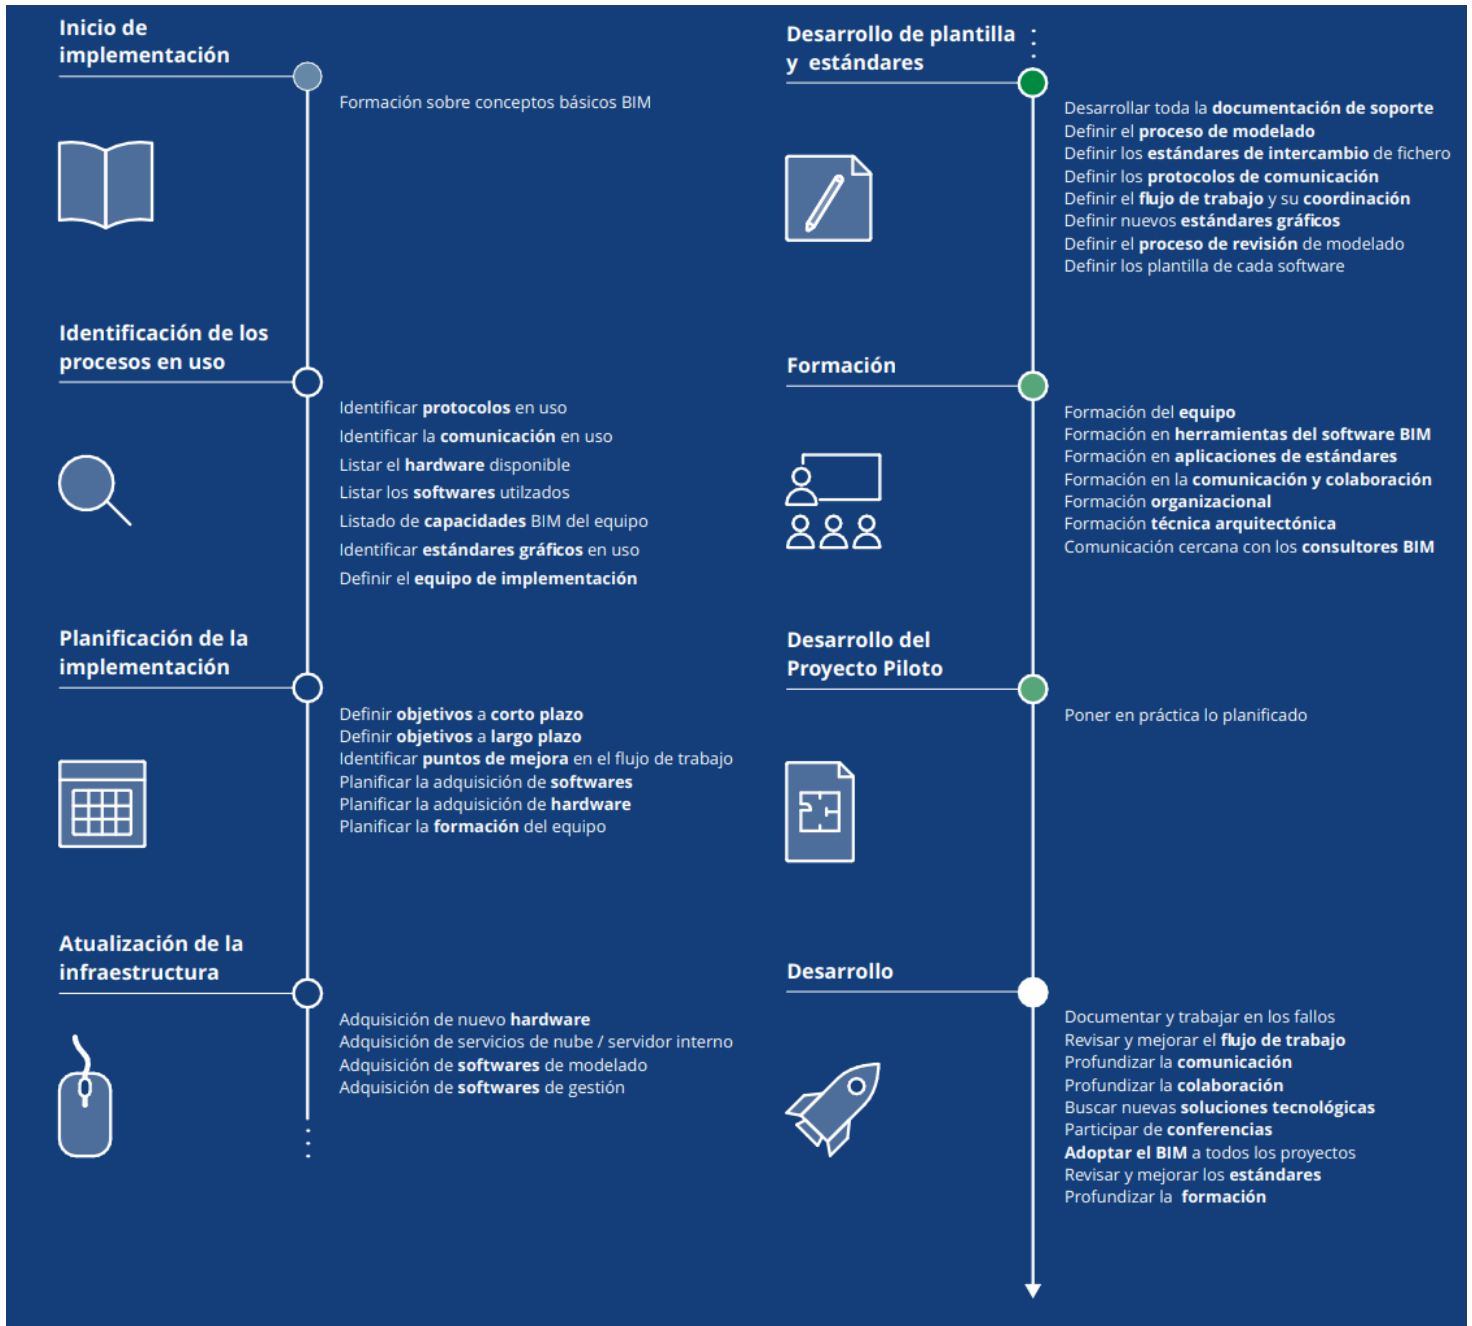 Inicio de
implementación
Formación sobre conceptos básicos BIM
Identificación de los
procesos en uso
Identificar protocolos en uso
Identificar la comunicación en uso
Listar el hardware disponible
Listar los softwares utilzados
Listado de capacidades BIM del equipo
Identificar estándares gráficos en uso
Definir el equipo de implementación
Planificación de la
implementación
Definir objetivos a corto plazo
Definir objetivos a largo plazo
Identificar puntos de mejora en el flujo de trabajo
Planificar la adquisición de softwares
Planificar la adquisición de hardware
Planificar la formación del equipo
Atualización de la
infraestructura
Adquisición de nuevo hardware
Adquisición de servicios de nube / servidor interno
Adquisición de softwares de modelado
Adquisición de softwares de gestión
Desarrollo de plantilla
y estándares
Desarrollar toda la documentación de soporte
Definir el proceso de modelado
Definir los estándares de intercambio de fichero
Definir los protocolos de comunicación
Definir el flujo de trabajo y su coordinación
Definir nuevos estándares gráficos
Definir el proceso de revisión de modelado
Definir los plantilla de cada software
Formación
Formación del equipo
Formación en herramientas del software BIM
Formación en aplicaciones de estándares
Formación en la comunicación y colaboración
Formación organizacional
Formación técnica arquitectónica
Comunicación cercana con los consultores BIM
Desarrollo del
Proyecto Piloto
Poner en práctica lo planificado
Desarrollo
Documentar y trabajar en los fallos
Revisar y mejorar el flujo de trabajo
Profundizar la comunicación
Profundizar la colaboración
Buscar nuevas soluciones tecnológicas
Participar de conferencias
Adoptar el BIM a todos los proyectos
Revisar y mejorar los estándares
Profundizar la formación